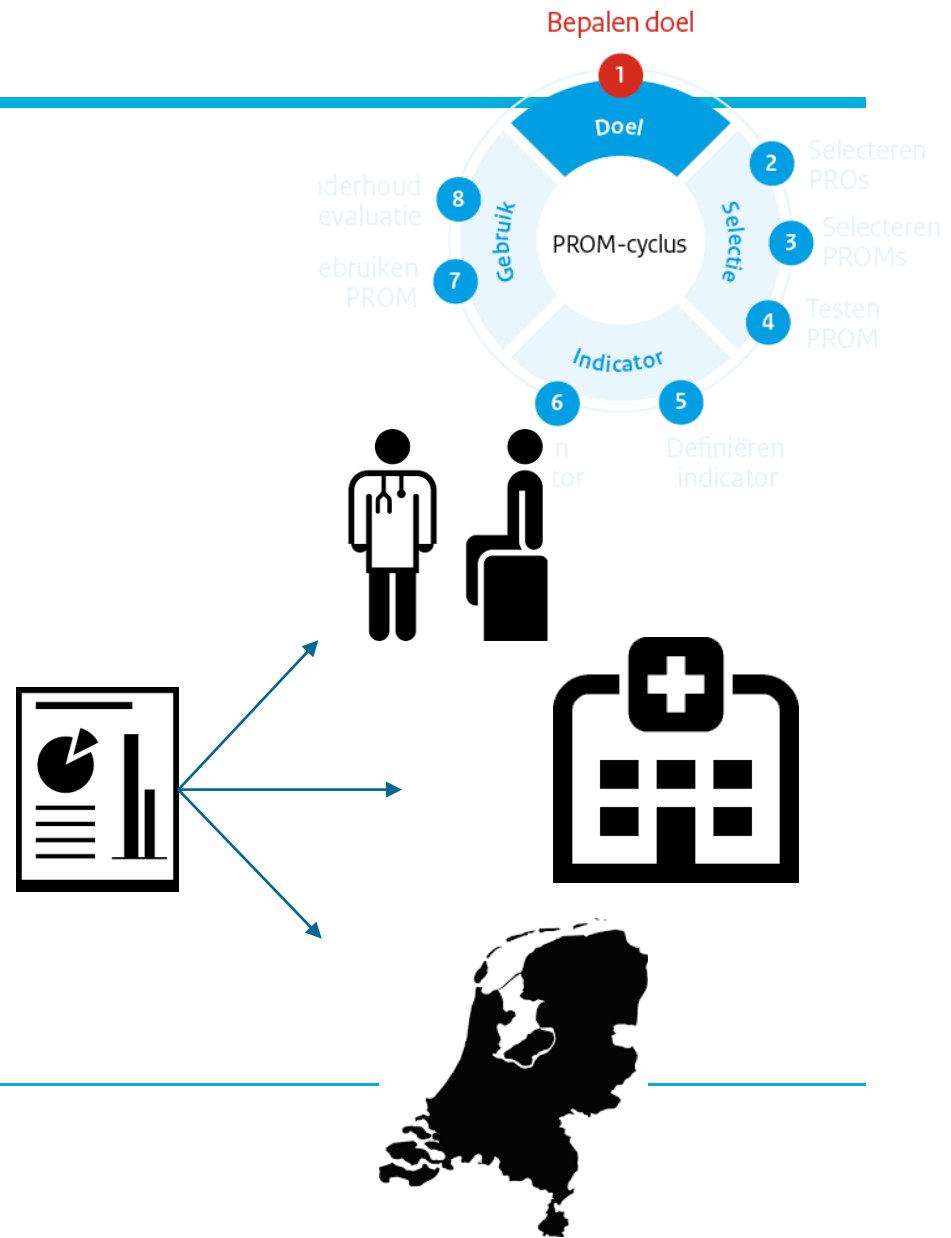 Bepalen doel
1
Doel
2
Selecteren
PROs
Selectie
3
Selecteren
PROMs
4
Testen
PROM
PROM-cyclus
Indicator
5
Definiëren
indicator
6
Gebruik
7
PROM
8
evaluatie